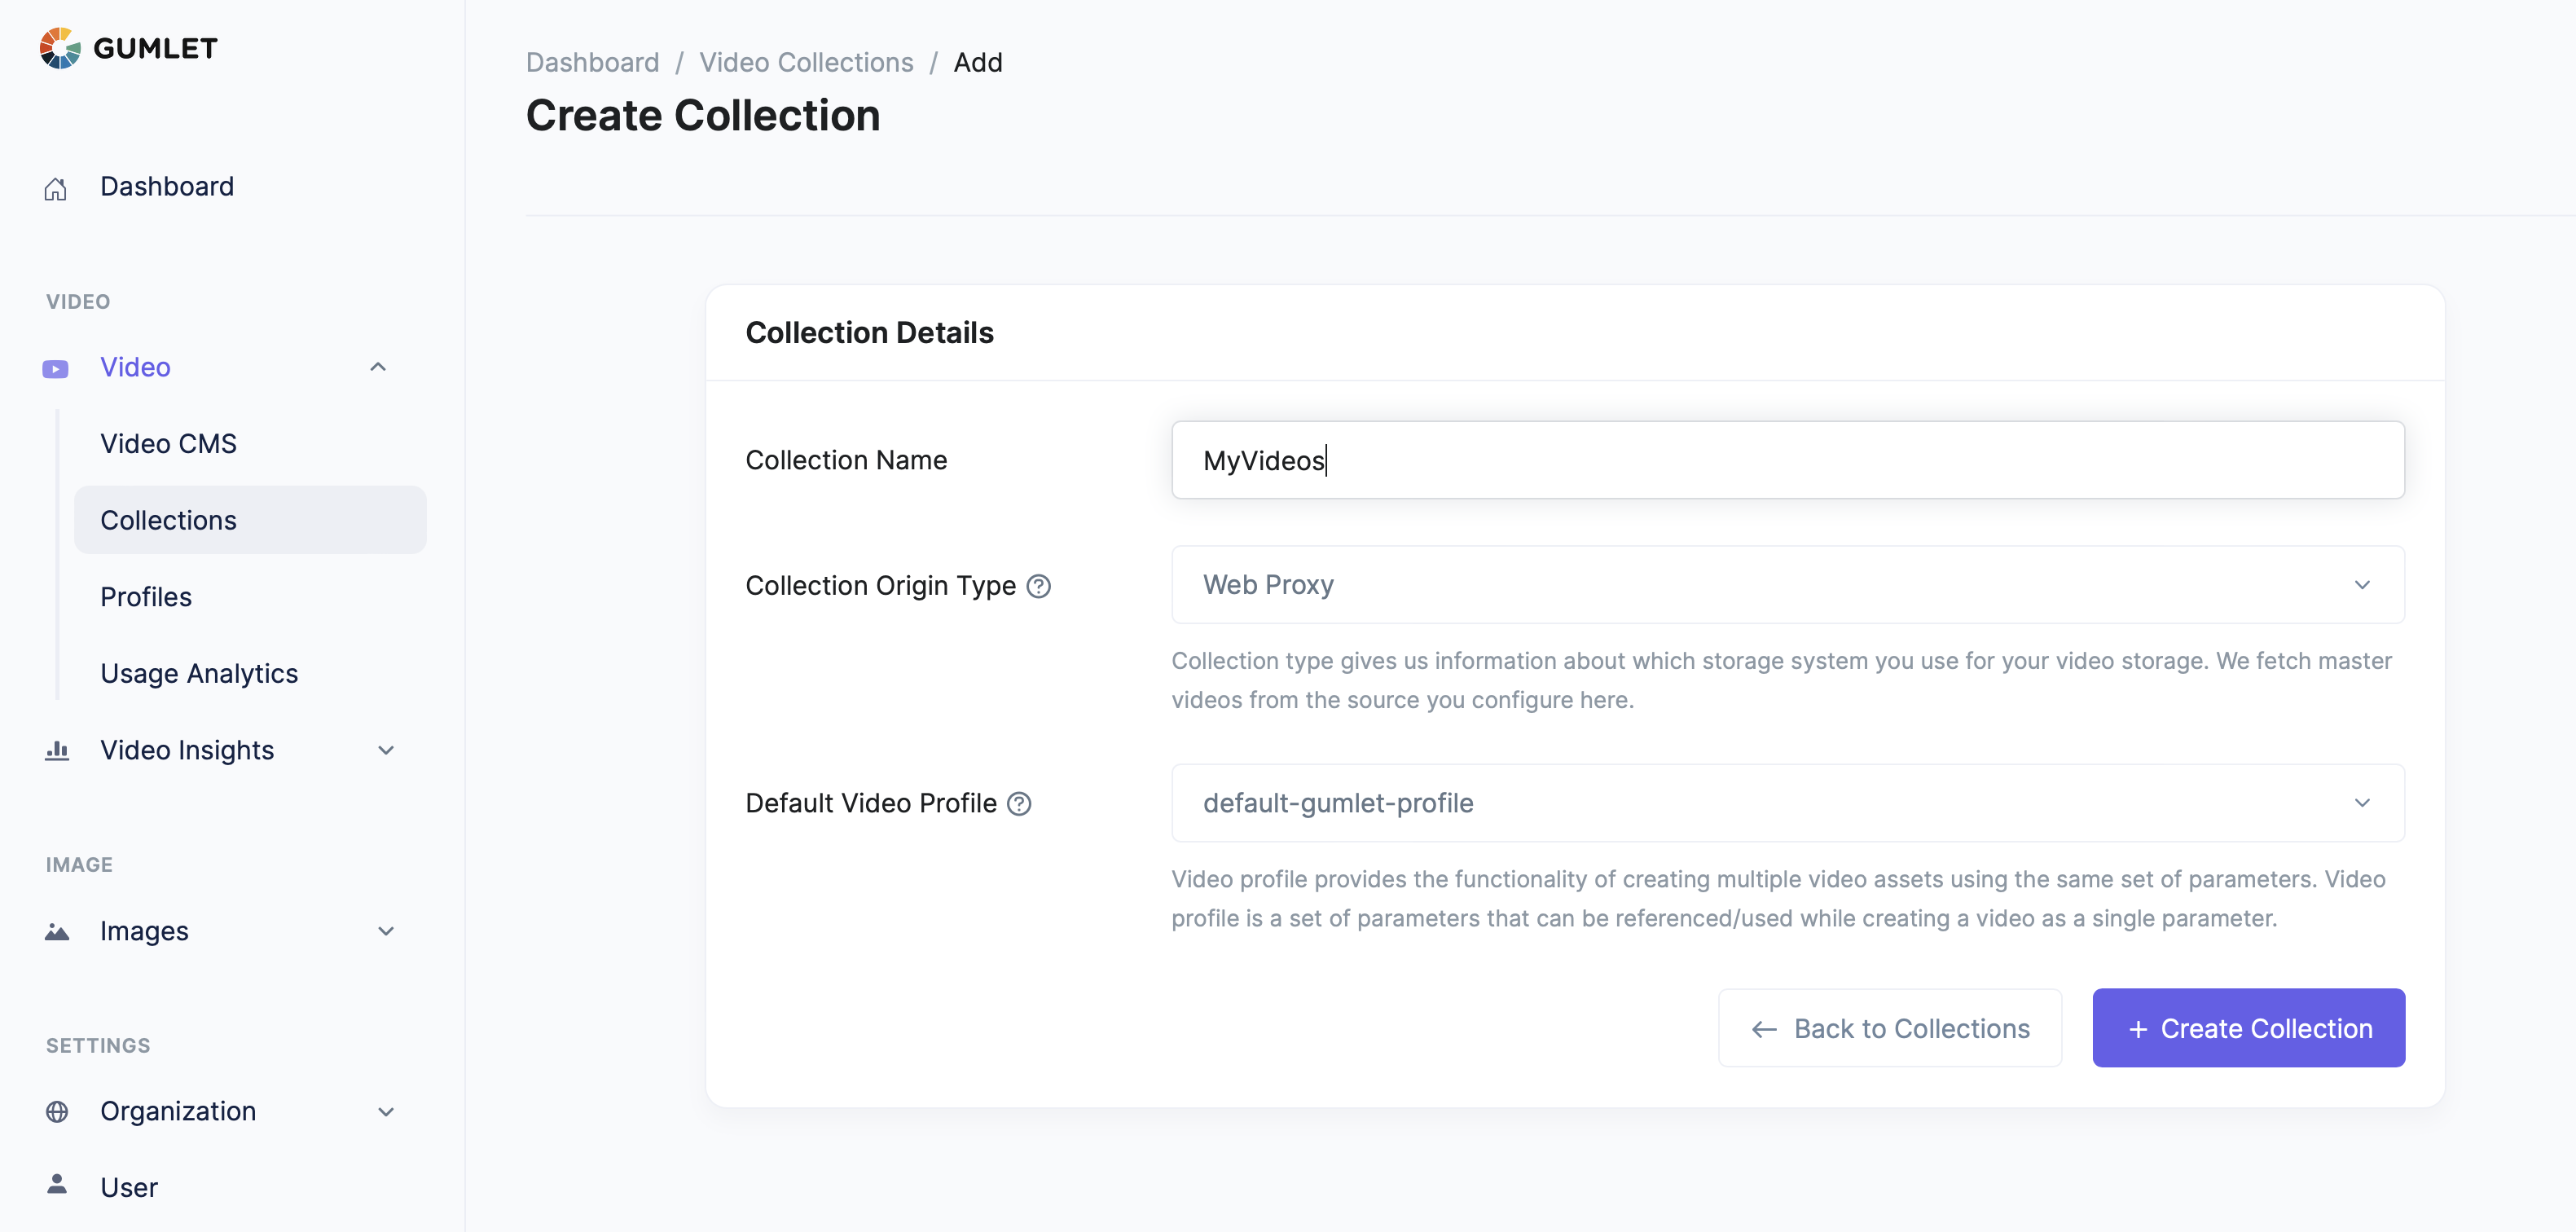 GUMLET
Dashboard
VIDEO
Video
Video CMS
Collections
Profiles
Usage Analytics
Video Insights
IMAGE
Images
SETTINGS
Organization
User
Dashboard / Video Collections / Add
Create Collection
Collection Details
Collection Name
MyVideos
Collection Origin Type
Web Proxy
Collection type gives us information about which storage system you use for your video storage. We fetch master
videos from the source you configure here.
Default Video Profile
default-gumlet-profile
Video profile provides the functionality of creating multiple video assets using the same set of parameters. Video
profile is a set of parameters that can be referenced/used while creating a video as a single parameter.
← Back to Collections
+ Create Collection